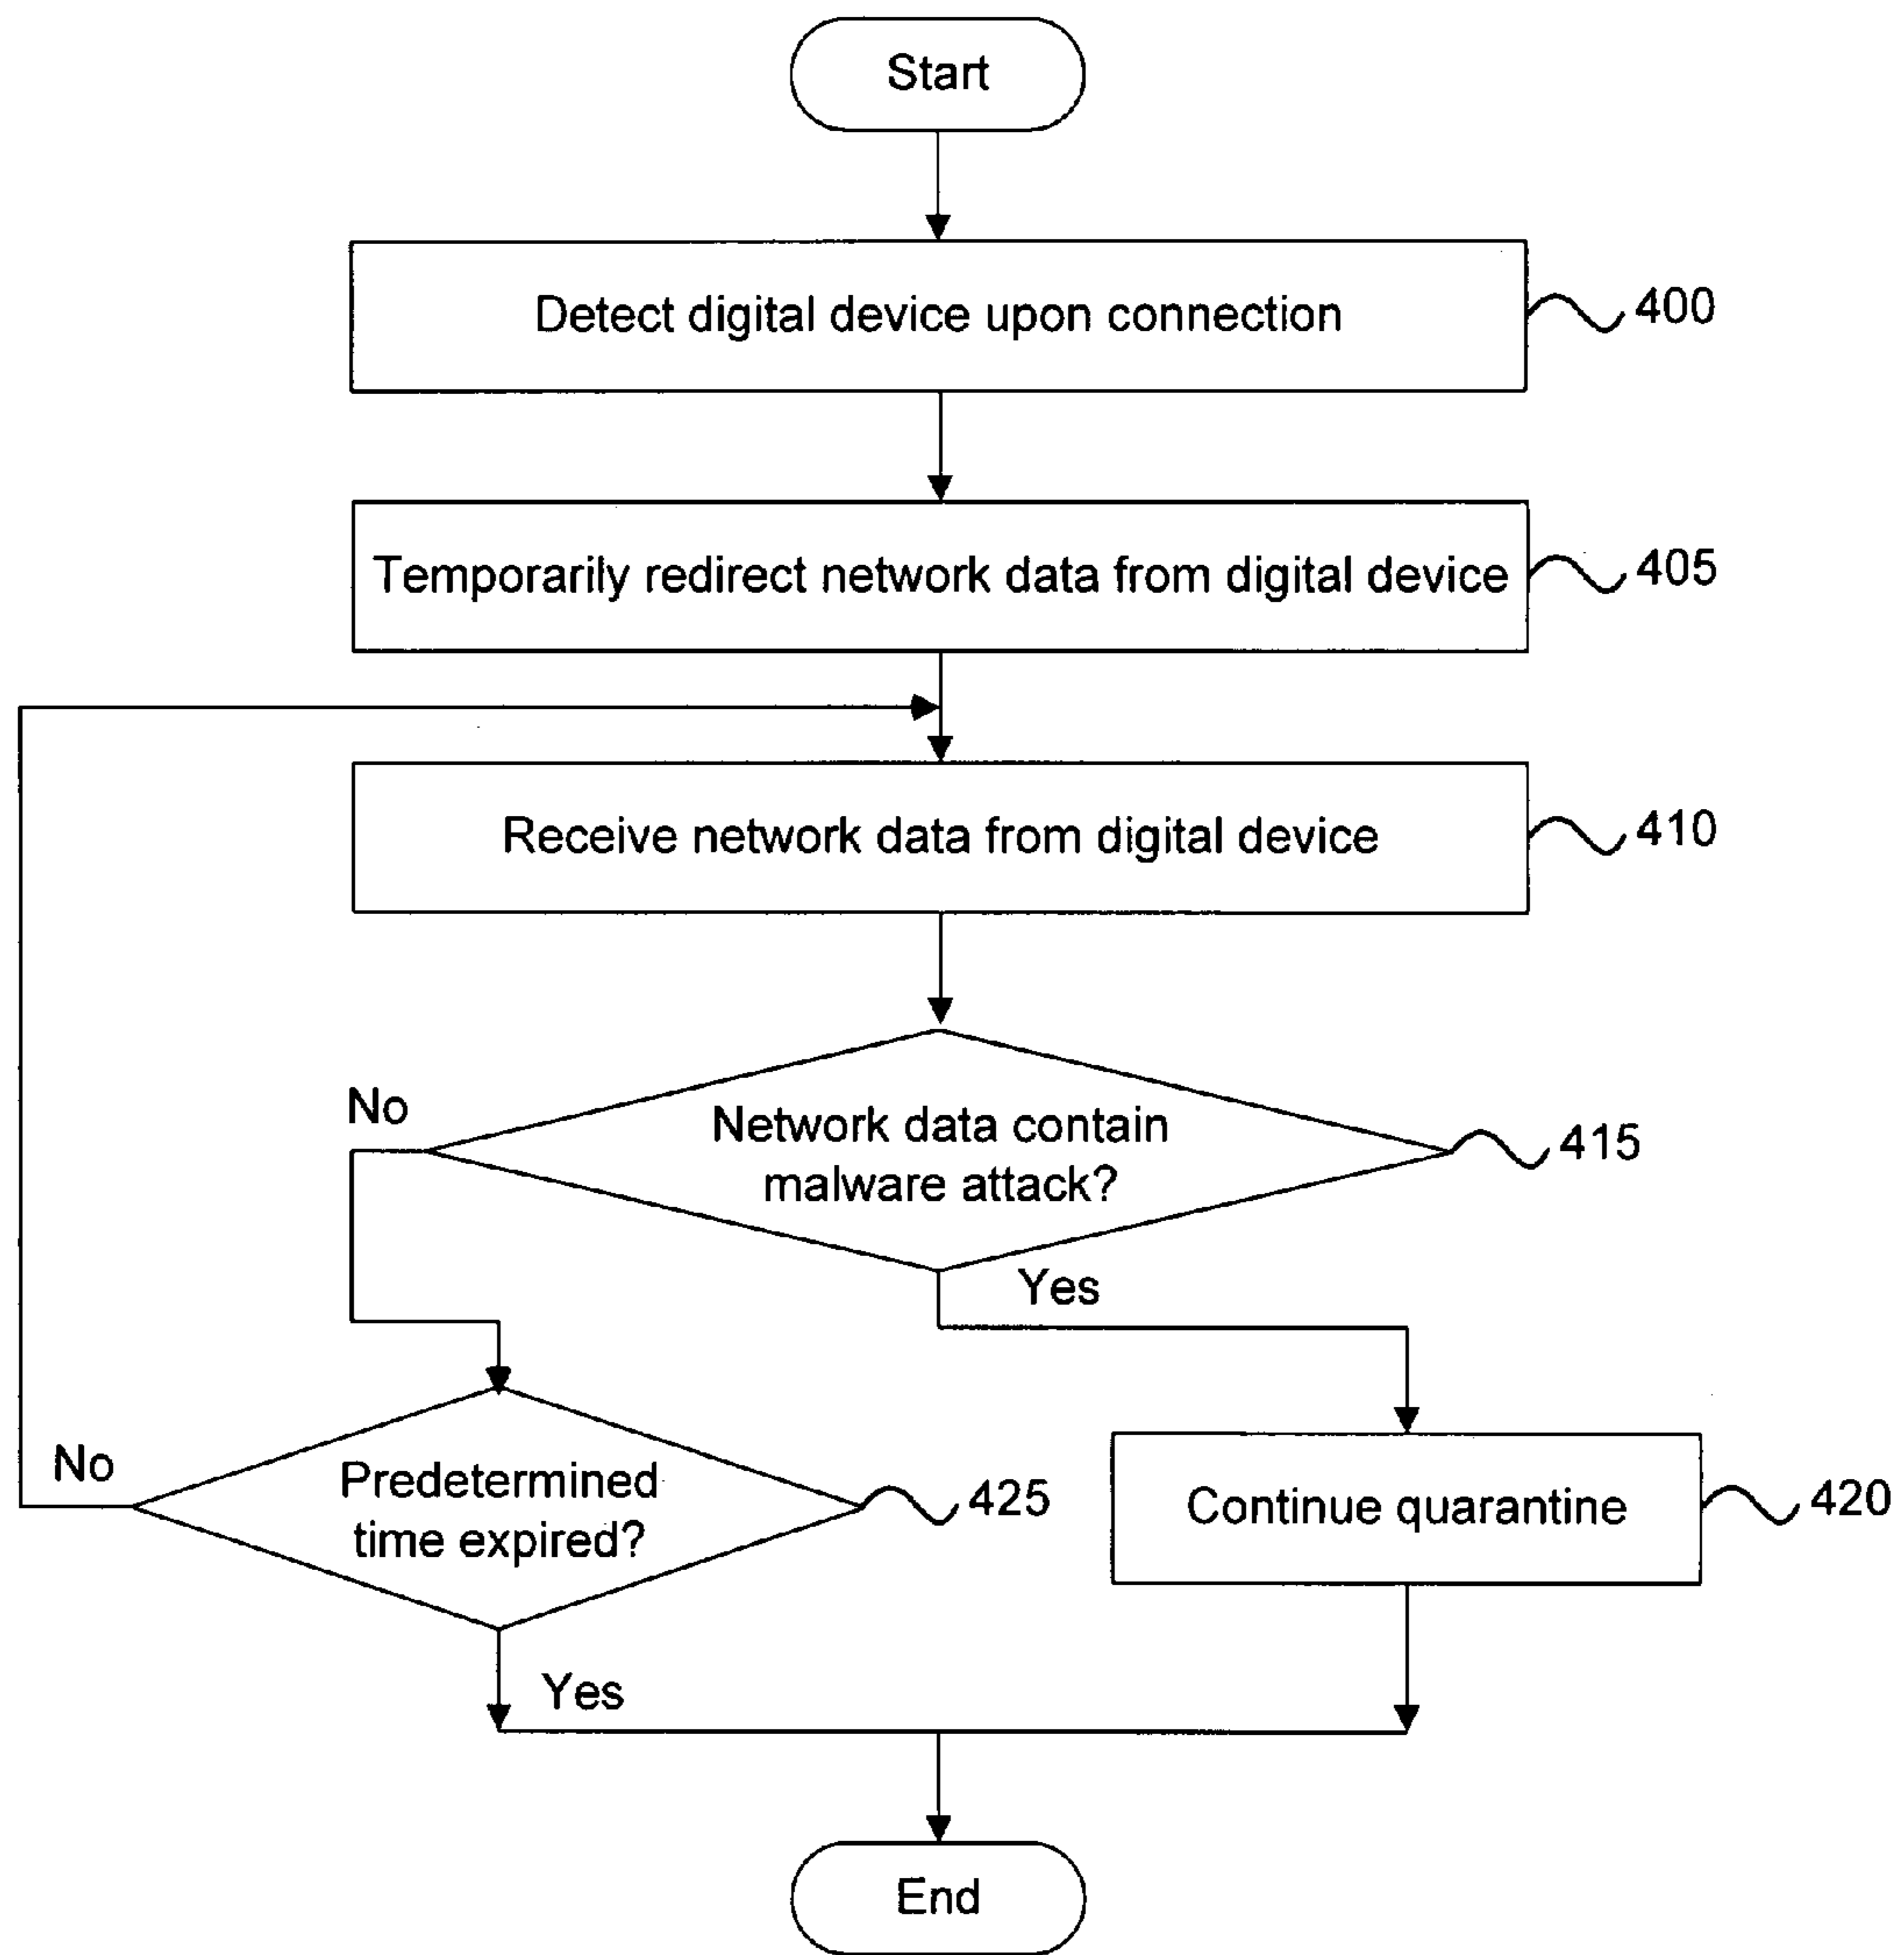 Start
Detect digital device upon connection
400
Temporarily redirect network data from digital device
405
Receive network data from digital device
410
No
Network data contain
malware attack?
415
Yes
No
Predetermined
time expired?
425
Continue quarantine
420
Yes
End